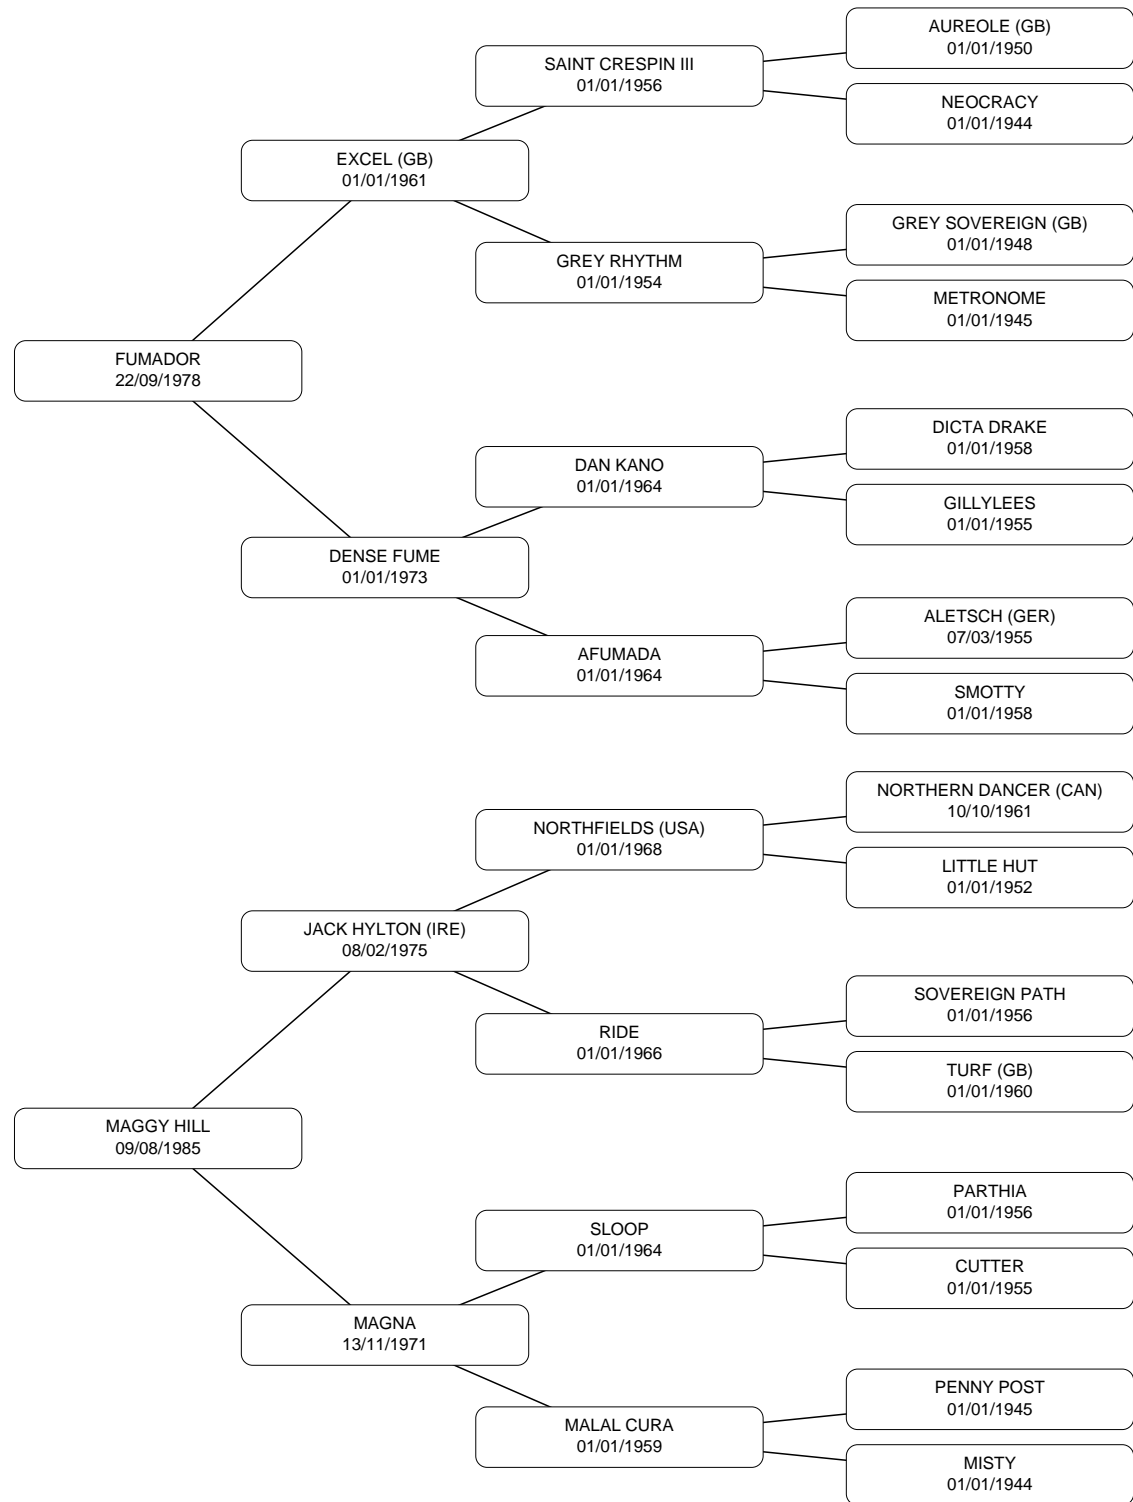 AUREOLE (GB)
01/01/1950
SAINT CRESPIN III
01/01/1956
NEOCRACY
01/01/1944
EXCEL (GB)
01/01/1961
GREY SOVEREIGN (GB)
01/01/1948
GREY RHYTHM
01/01/1954
METRONOME
01/01/1945
FUMADOR
22/09/1978
DICTA DRAKE
01/01/1958
DAN KANO
01/01/1964
GILLYLEES
01/01/1955
DENSE FUME
01/01/1973
ALETSCH (GER)
07/03/1955
AFUMADA
01/01/1964
SMOTTY
01/01/1958
NORTHERN DANCER (CAN)
10/10/1961
NORTHFIELDS (USA)
01/01/1968
LITTLE HUT
01/01/1952
JACK HYLTON (IRE)
08/02/1975
SOVEREIGN PATH
01/01/1956
RIDE
01/01/1966
TURF (GB)
01/01/1960
MAGGY HILL
09/08/1985
PARTHIA
01/01/1956
SLOOP
01/01/1964
CUTTER
01/01/1955
MAGNA
13/11/1971
PENNY POST
01/01/1945
MALAL CURA
01/01/1959
MISTY
01/01/1944